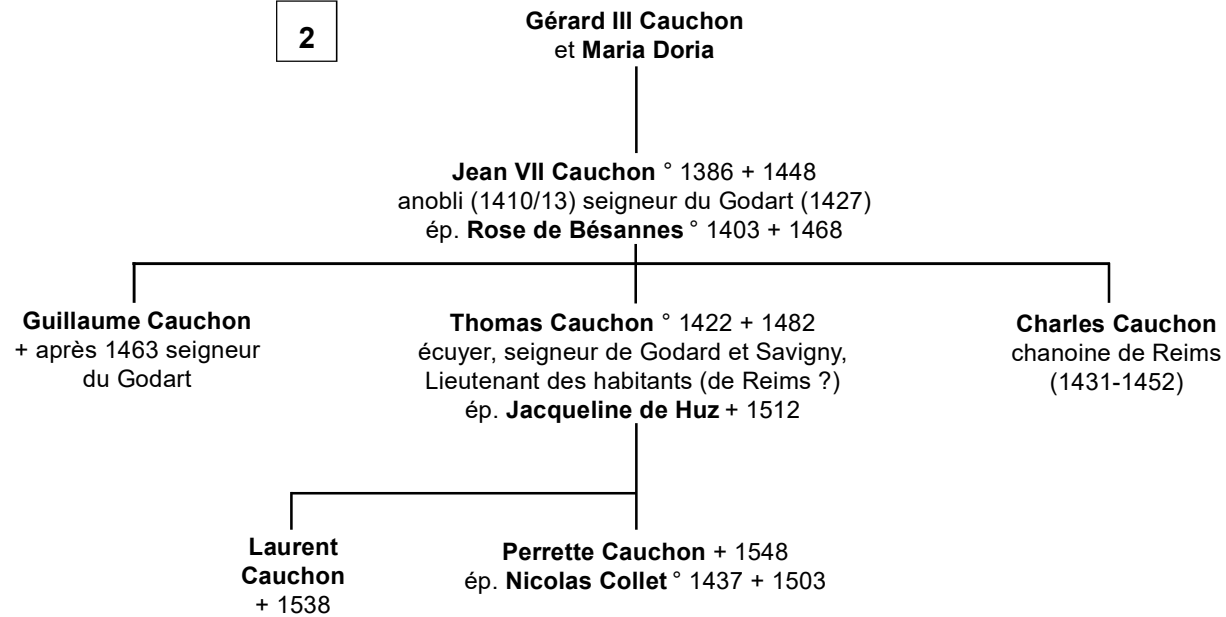 2
Gérard III Cauchon
et Maria Doria
Jean VII Cauchon ° 1386 + 1448
anobli (1410/13) seigneur du Godart (1427)
ép. Rose de Bésannes ° 1403 + 1468
Guillaume Cauchon
+ après 1463 seigneur
du Godart
Thomas Cauchon ° 1422 + 1482
écuyer, seigneur de Godard et Savigny,
Lieutenant des habitants (de Reims ?)
ép. Jacqueline de Huz + 1512
Charles Cauchon
chanoine de Reims
(1431-1452)
Laurent
Cauchon
+ 1538
Perrette Cauchon + 1548
ép. Nicolas Collet ° 1437 + 1503